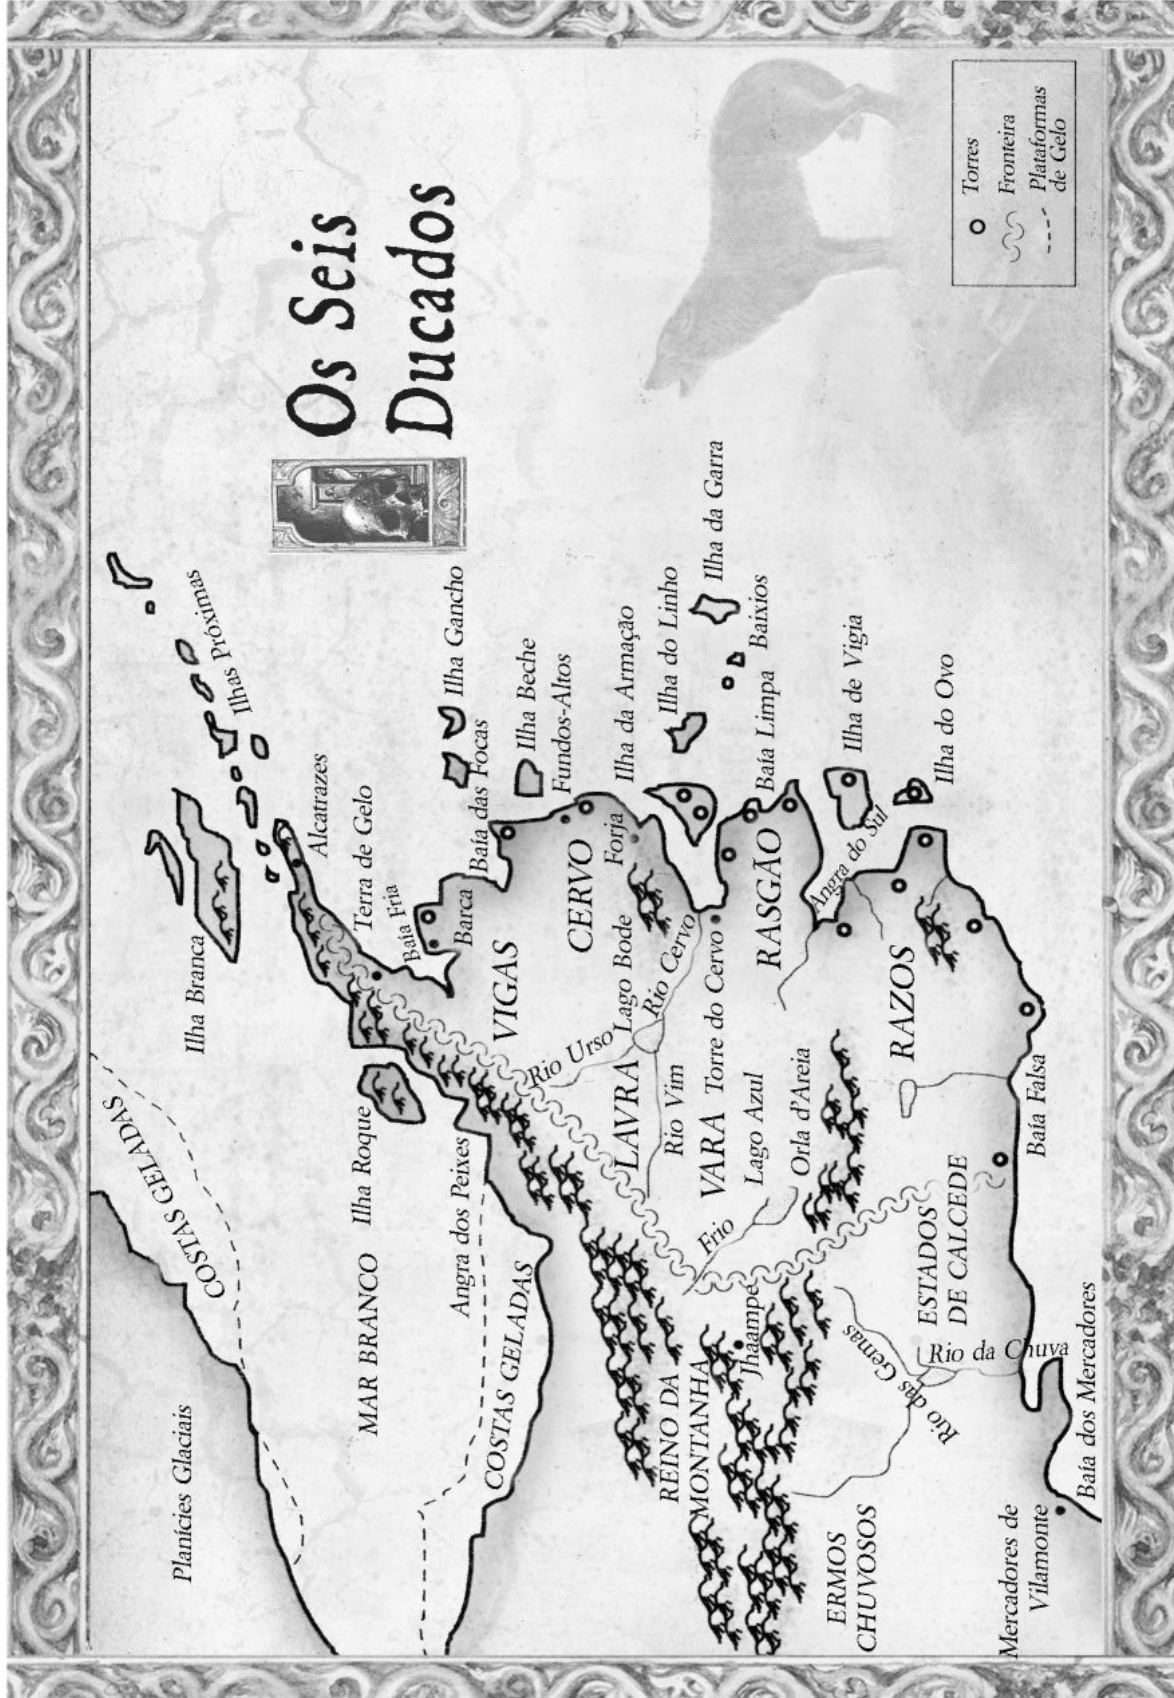 Os Seis
Ducados
Torres
Fronteira
Plataformas
de Gelo
Planícies Glaciais
COSTAS GELADAS
Ilha Branca
Ilhas Próximas
MAR BRANCO
Ilha Roque
Alcatrazes
Terra de Gelo
Baía Fria
Angra dos Peixes
COSTAS GELADAS
Barca
Baía das Focas
Ilha Gancho
VIGAS
Ilha Beche
Fundos-Altos
CERVO
Rio Urso
Lago Bode
Forja
Ilha da Armação
LAVRA
Rio Cervo
Ilha do Linho
Rio Vim
REINO DA
MONTANHA
VARA
Torre do Cervo
Ilha da Garra
Frio
Lago Azul
Jhaampe
RASGÃO
Baía Limpa
Baixios
Orla d'Areia
Angra do Sul
Ilha de Vigia
ERMOS
CHUVOSOS
Rio das Gemas
RAZOS
Ilha do Ovo
ESTADOS
DE CALCEDE
Rio da Chuva
Mercadores de
Vilamonte
Baía dos Mercadores
Baía Falsa